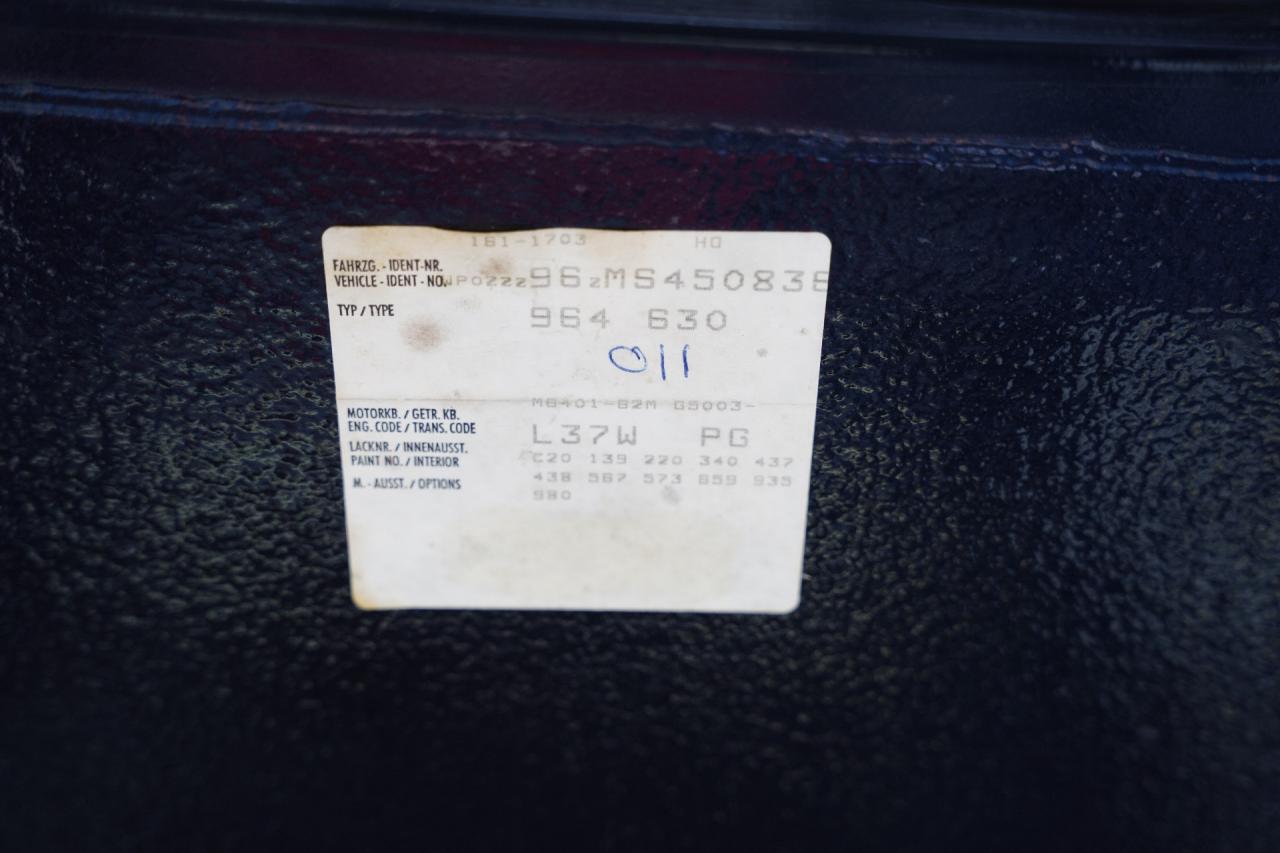 181-1703 HO
FAHRZG. - IDENT-NR.
VEHICLE - IDENT - NO. WP0ZZZ96ZMS450838
TYP / TYPE 964 630
011
M6401-62M G5003-
MOTORKB. / GETR. KB.
ENG. CODE / TRANS. CODE L37W PG
LACKNR. / INNENAUSST.
PAINT NO. / INTERIOR C20 139 220 340 437
M. - AUSST. / OPTIONS 438 567 573 659 935
980